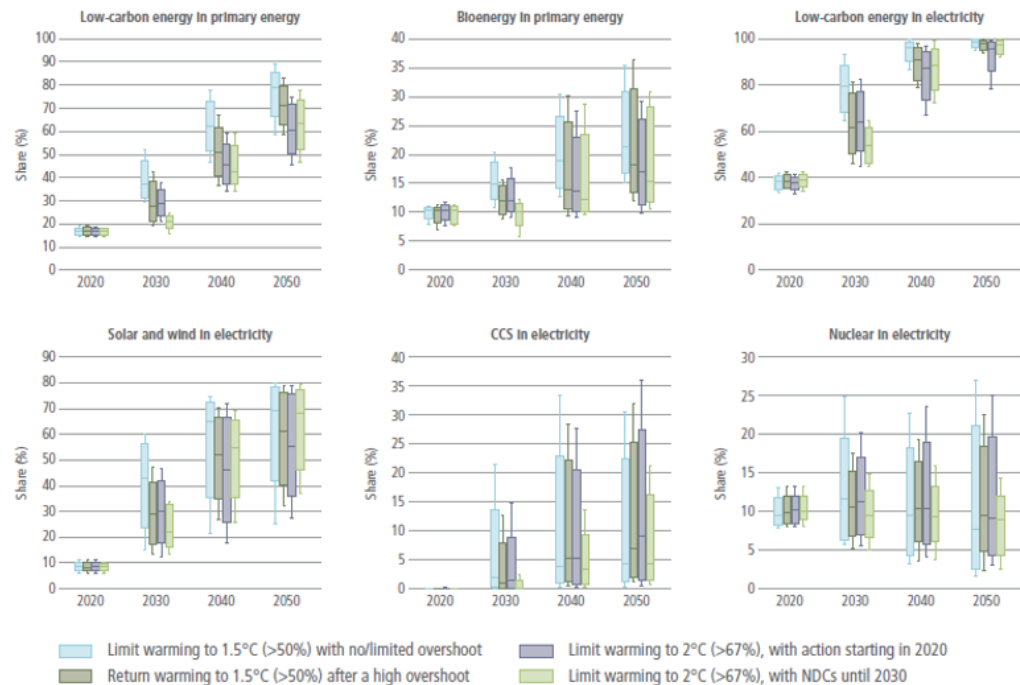 Low-carbon energy in primary energy
Share (%)
100
90
80
70
60
50
40
30
20
10
0
2020 2030 2040 2050
Bioenergy in primary energy
Share (%)
40
35
30
25
20
15
10
5
0
2020 2030 2040 2050
Low-carbon energy in electricity
Share (%)
100
80
60
40
20
0
2020 2030 2040 2050
Solar and wind in electricity
Share (%)
90
80
70
60
50
40
30
20
10
0
2020 2030 2040 2050
CCS in electricity
Share (%)
40
35
30
25
20
15
10
5
0
2020 2030 2040 2050
Nuclear in electricity
Share (%)
30
25
20
15
10
5
0
2020 2030 2040 2050
Limit warming to 1.5°C (>50%) with no/limited overshoot
Return warming to 1.5°C (>50%) after a high overshoot
Limit warming to 2°C (>67%), with action starting in 2020
Limit warming to 2°C (>67%), with NDCs until 2030